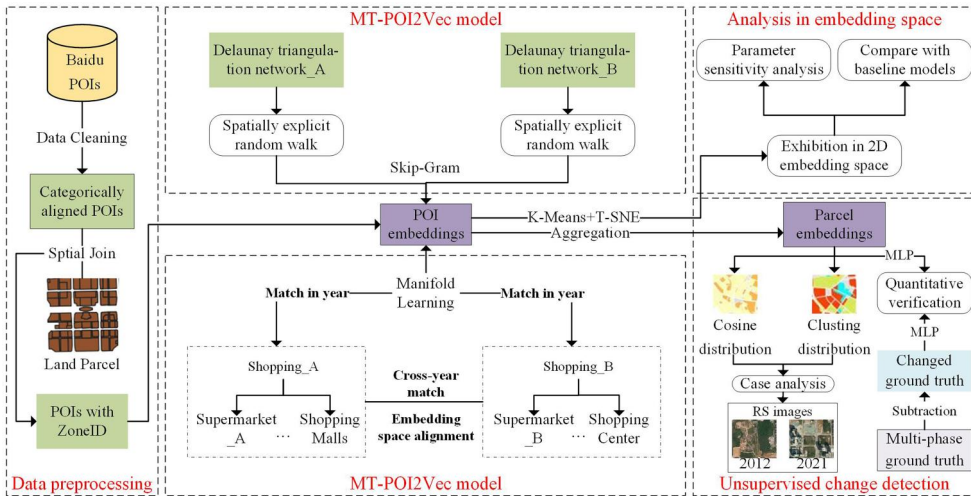 Baidu
POIs
Data Cleaning
Categorically
aligned POIs
Sptial Join
Land Parcel
POIs with
ZoneID
Data preprocessing
MT-POI2Vec model
Delaunay triangula-
tion network_A
Delaunay triangula-
tion network_B
Spatially explicit
random walk
Spatially explicit
random walk
Skip-Gram
POI
embeddings
K-Means+T-SNE
Aggregation
Manifold
Learning
Match in year
Match in year
Shopping_A
Supermarket
_A
...
Shopping
Malls
Cross-year
match
Embedding
space alignment
Shopping_B
Supermarket
_B
...
Shopping
Center
MT-POI2Vec model
Analysis in embedding space
Parameter
sensitivity analysis
Compare with
baseline models
Exhibition in 2D
embedding space
Parcel
embeddings
MLP
Cosine
distribution
Clusting
distribution
Quantitative
verification
MLP
Changed
ground truth
Subtraction
Multi-phase
ground truth
Case analysis
RS images
2012
2021
Unsupervised change detection